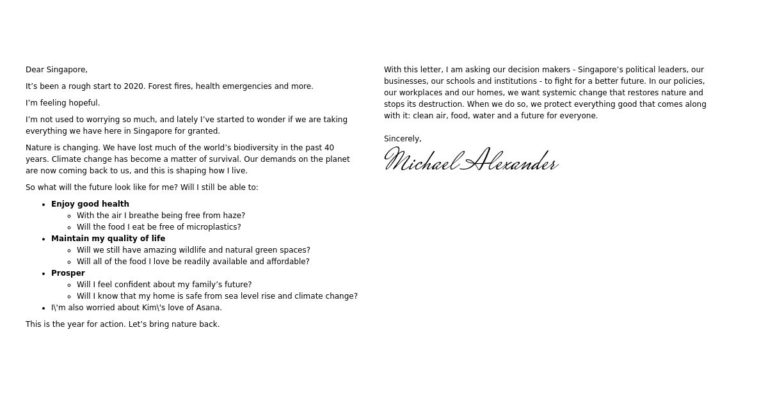 Dear Singapore,
It's been a rough start to 2020. Forest fires, health emergencies and more.
I'm feeling hopeful.
I'm not used to worrying so much, and lately I've started to wonder if we are taking
everything we have here in Singapore for granted.
Nature is changing. We have lost much of the world's biodiversity in the past 40
years. Climate change has become a matter of survival. Our demands on the planet
are now coming back to us, and this is shaping how I live.
So what will the future look like for me? Will I still be able to:
• Enjoy good health
◦ With the air I breathe being free from haze?
◦ Will the food I eat be free of microplastics?
• Maintain my quality of life
◦ Will we still have amazing wildlife and natural green spaces?
◦ Will all of the food I love be readily available and affordable?
• Prosper
◦ Will I feel confident about my family's future?
◦ Will I know that my home is safe from sea level rise and climate change?
• I\'m also worried about Kim\'s love of Asana.
This is the year for action. Let's bring nature back.
With this letter, I am asking our decision makers - Singapore's political leaders, our
businesses, our schools and institutions - to fight for a better future. In our policies,
our workplaces and our homes, we want systemic change that restores nature and
stops its destruction. When we do so, we protect everything good that comes along
with it: clean air, food, water and a future for everyone.
Sincerely,
Michael Alexander